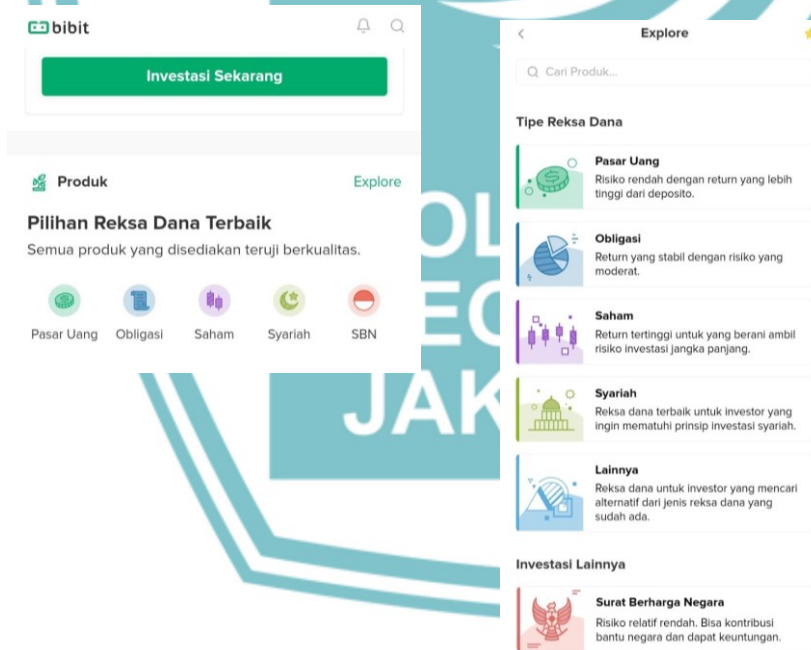 bibit
Investasi Sekarang
Produk
Explore
Pilihan Reksa Dana Terbaik
Semua produk yang disediakan teruji berkualitas.
Pasar Uang
Obligasi
Saham
Syariah
SBN
Explore
Cari Produk...
Tipe Reksa Dana
Pasar Uang
Risiko rendah dengan return yang lebih
tinggi dari deposito.
Obligasi
Return yang stabil dengan risiko yang
moderat.
Saham
Return tertinggi untuk yang berani ambil
risiko investasi jangka panjang.
Syariah
Reksa dana terbaik untuk investor yang
ingin mematuhi prinsip investasi syariah.
Lainnya
Reksa dana untuk investor yang mencari
alternatif dari jenis reksa dana yang
sudah ada.
Investasi Lainnya
Surat Berharga Negara
Risiko relatif rendah. Bisa kontribusi
bantu negara dan dapat keuntungan.